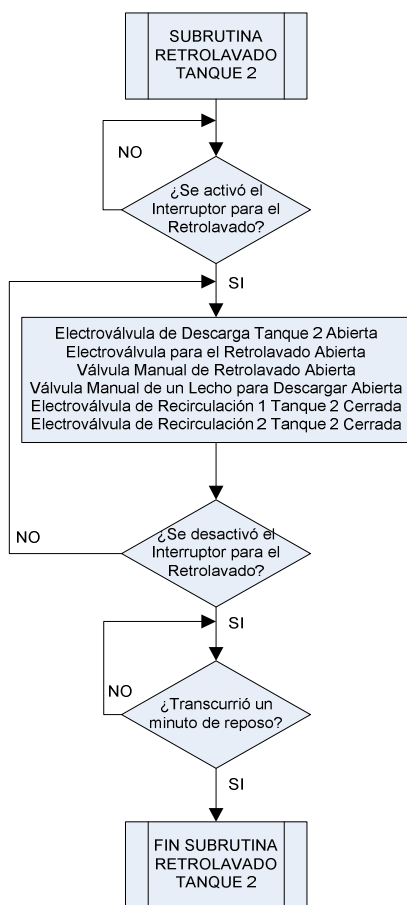 SUBRUTINA
RETROLAVADO
TANQUE 2
NO
¿Se activó el
Interruptor para el
Retrolavado?
SI
Electroválvula de Descarga Tanque 2 Abierta
Electroválvula para el Retrolavado Abierta
Válvula Manual de Retrolavado Abierta
Válvula Manual de un Lecho para Descargar Abierta
Electroválvula de Recirculación 1 Tanque 2 Cerrada
Electroválvula de Recirculación 2 Tanque 2 Cerrada
NO
¿Se desactivó el
Interruptor para el
Retrolavado?
SI
NO
¿Transcurrió un
minuto de reposo?
SI
FIN SUBRUTINA
RETROLAVADO
TANQUE 2